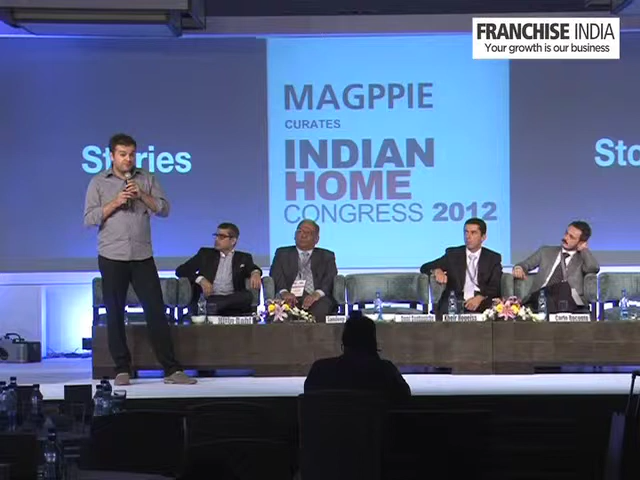 FRANCHISE INDIA
Your growth is our business
MAGPPIE
CURATES
INDIAN
HOME
CONGRESS 2012
Stories
Sto